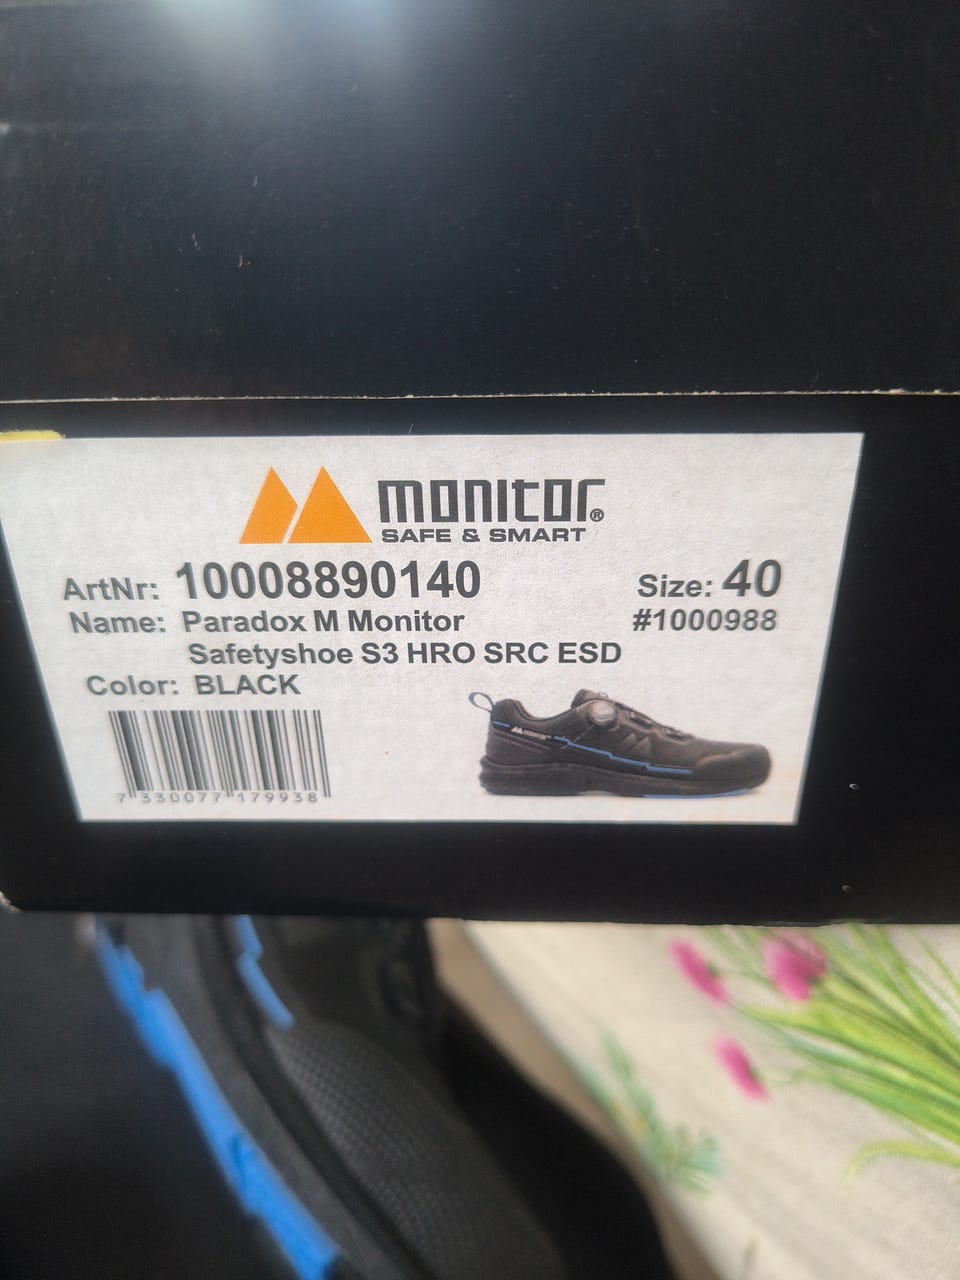 monitor®
SAFE & SMART
ArtNr: 10008890140
Size: 40
Name: Paradox M Monitor
#1000988
Safetyshoe S3 HRO SRC ESD
Color: BLACK
monitor
7 330077 179938